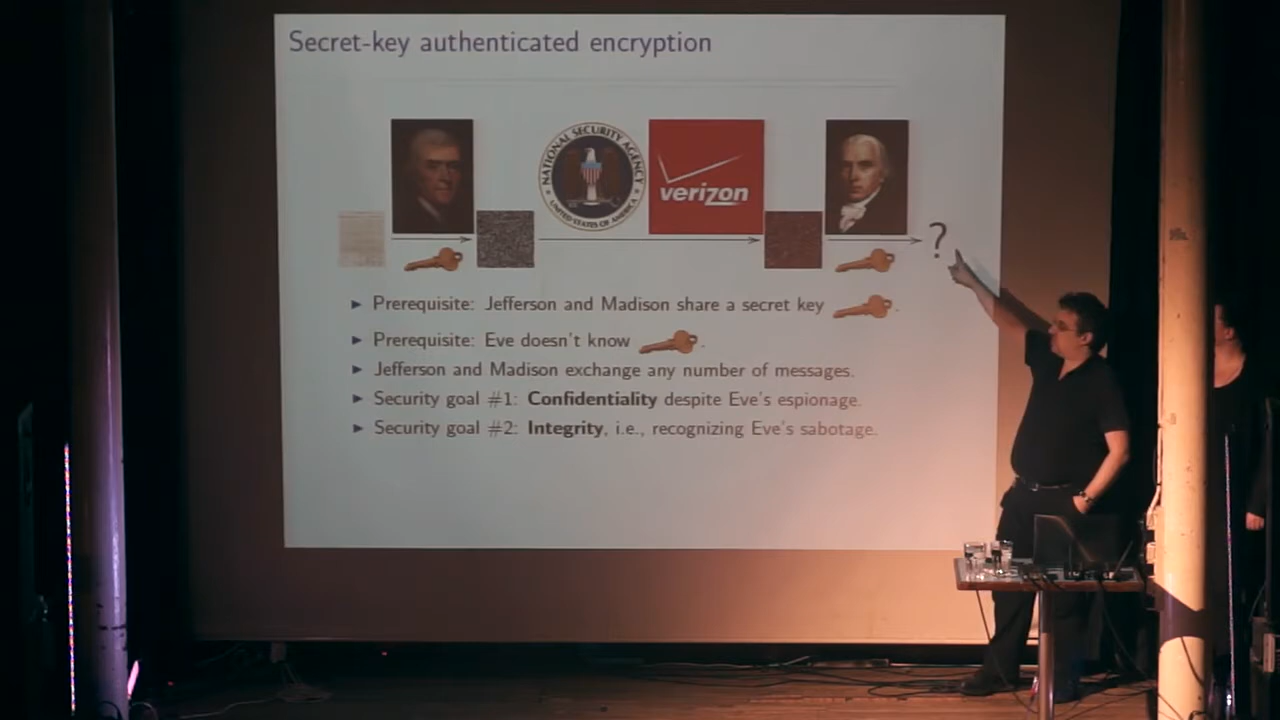 Secret-key authenticated encryption
NATIONAL SECURITY AGENCY
UNITED STATES OF AMERICA
verizon
?
Prerequisite: Jefferson and Madison share a secret key .
Prerequisite: Eve doesn't know .
Jefferson and Madison exchange any number of messages.
Security goal #1: Confidentiality despite Eve's espionage.
Security goal #2: Integrity, i.e., recognizing Eve's sabotage.